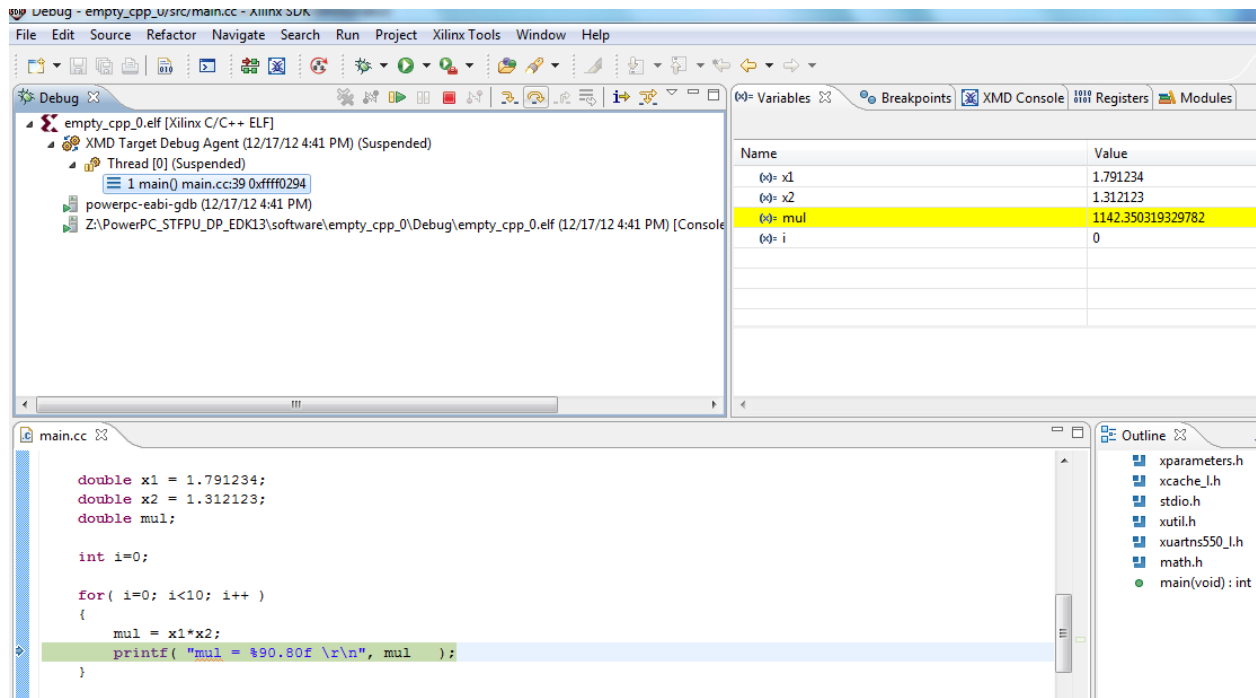 Debug - empty_cpp_0/src/main.cc - Xilinx SDK
File Edit Source Refactor Navigate Search Run Project Xilinx Tools Window Help
Debug
empty_cpp_0.elf [Xilinx C/C++ ELF]
XMD Target Debug Agent (12/17/12 4:41 PM) (Suspended)
Thread [0] (Suspended)
1 main() main.cc:39 0xffff0294
powerpc-eabi-gdb (12/17/12 4:41 PM)
Z:\PowerPC_STFPU_DP_EDK13\software\empty_cpp_0\Debug\empty_cpp_0.elf (12/17/12 4:41 PM) [Console
(x)= Variables Breakpoints XMD Console Registers Modules
Name Value
(x)= x1 1.791234
(x)= x2 1.312123
(x)= mul 1142.350319329782
(x)= i 0
main.cc
double x1 = 1.791234;
double x2 = 1.312123;
double mul;
int i=0;
for( i=0; i<10; i++ )
{
mul = x1*x2;
printf( "mul = %90.80f \r\n", mul );
}
Outline
xparameters.h
xcache_l.h
stdio.h
xutil.h
xuartns550_l.h
math.h
main(void) : int